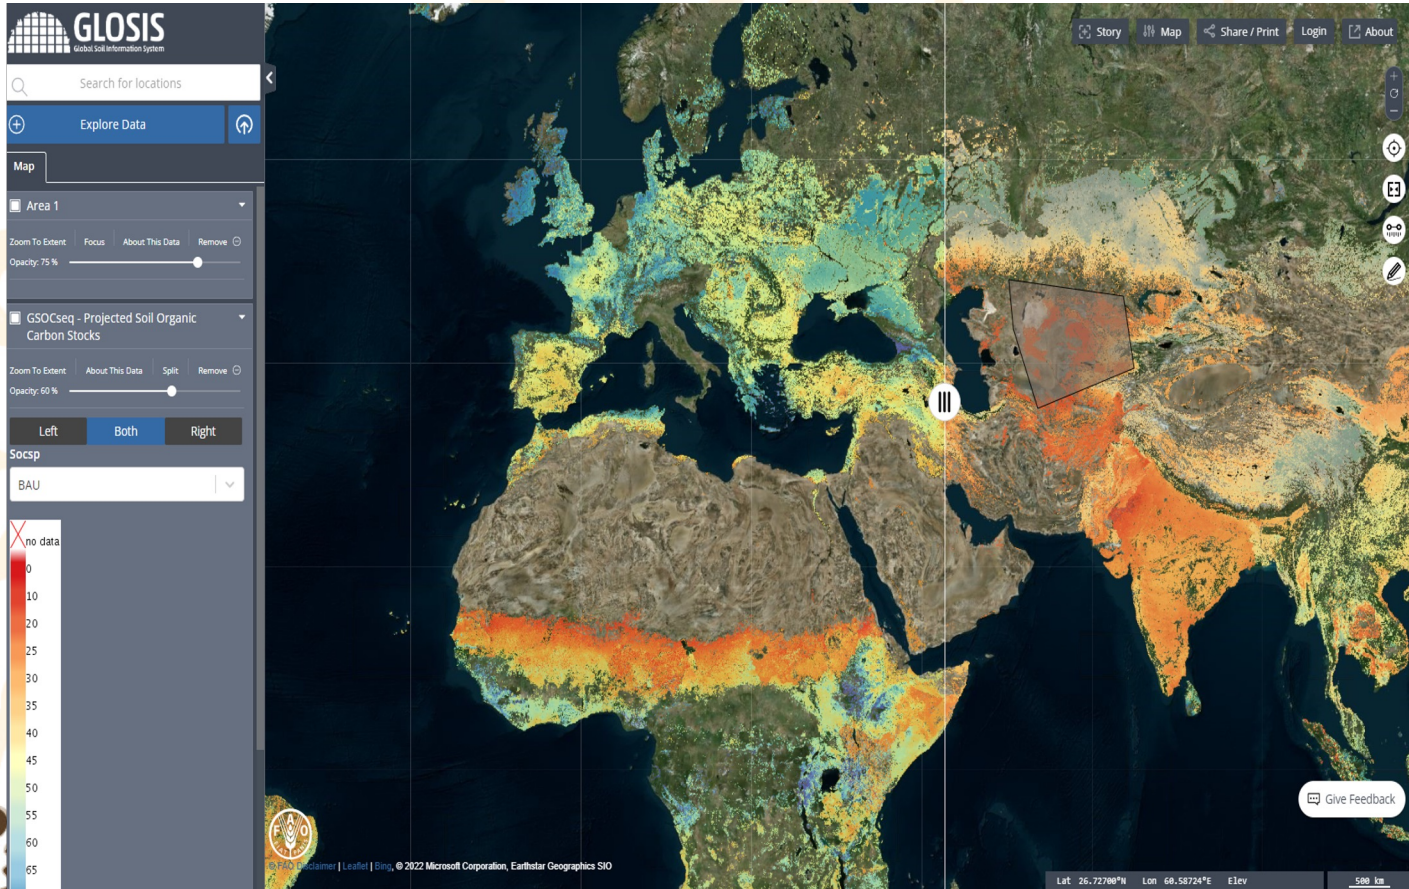 GLOSIS
Global Soil Information System
Search for locations
Explore Data
Map
Area 1
Zoom To Extent Focus About This Data Remove
Opacity: 75 %
GSOCseq - Projected Soil Organic
Carbon Stocks
Zoom To Extent About This Data Split Remove
Opacity: 60 %
Left Both Right
Socsp
BAU
no data
0
10
20
25
30
35
40
45
50
55
60
65
Story Map Share / Print Login About
Give Feedback
FAO
FIAT PANIS
© FAO Disclaimer | Leaflet | Bing, © 2022 Microsoft Corporation, Earthstar Geographics SIO
Lat 26.72700°N Lon 60.58724°E Elev 500 km